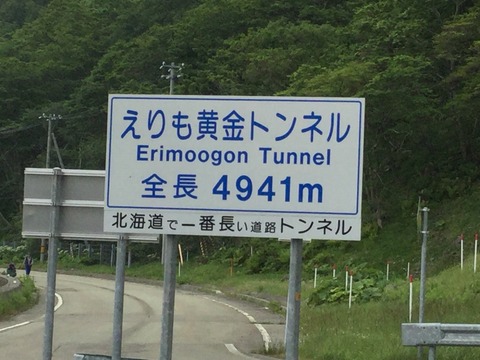 えりも黄金トンネル
Erimoogon Tunnel
全長 4941m
北海道で一番長い道路トンネル